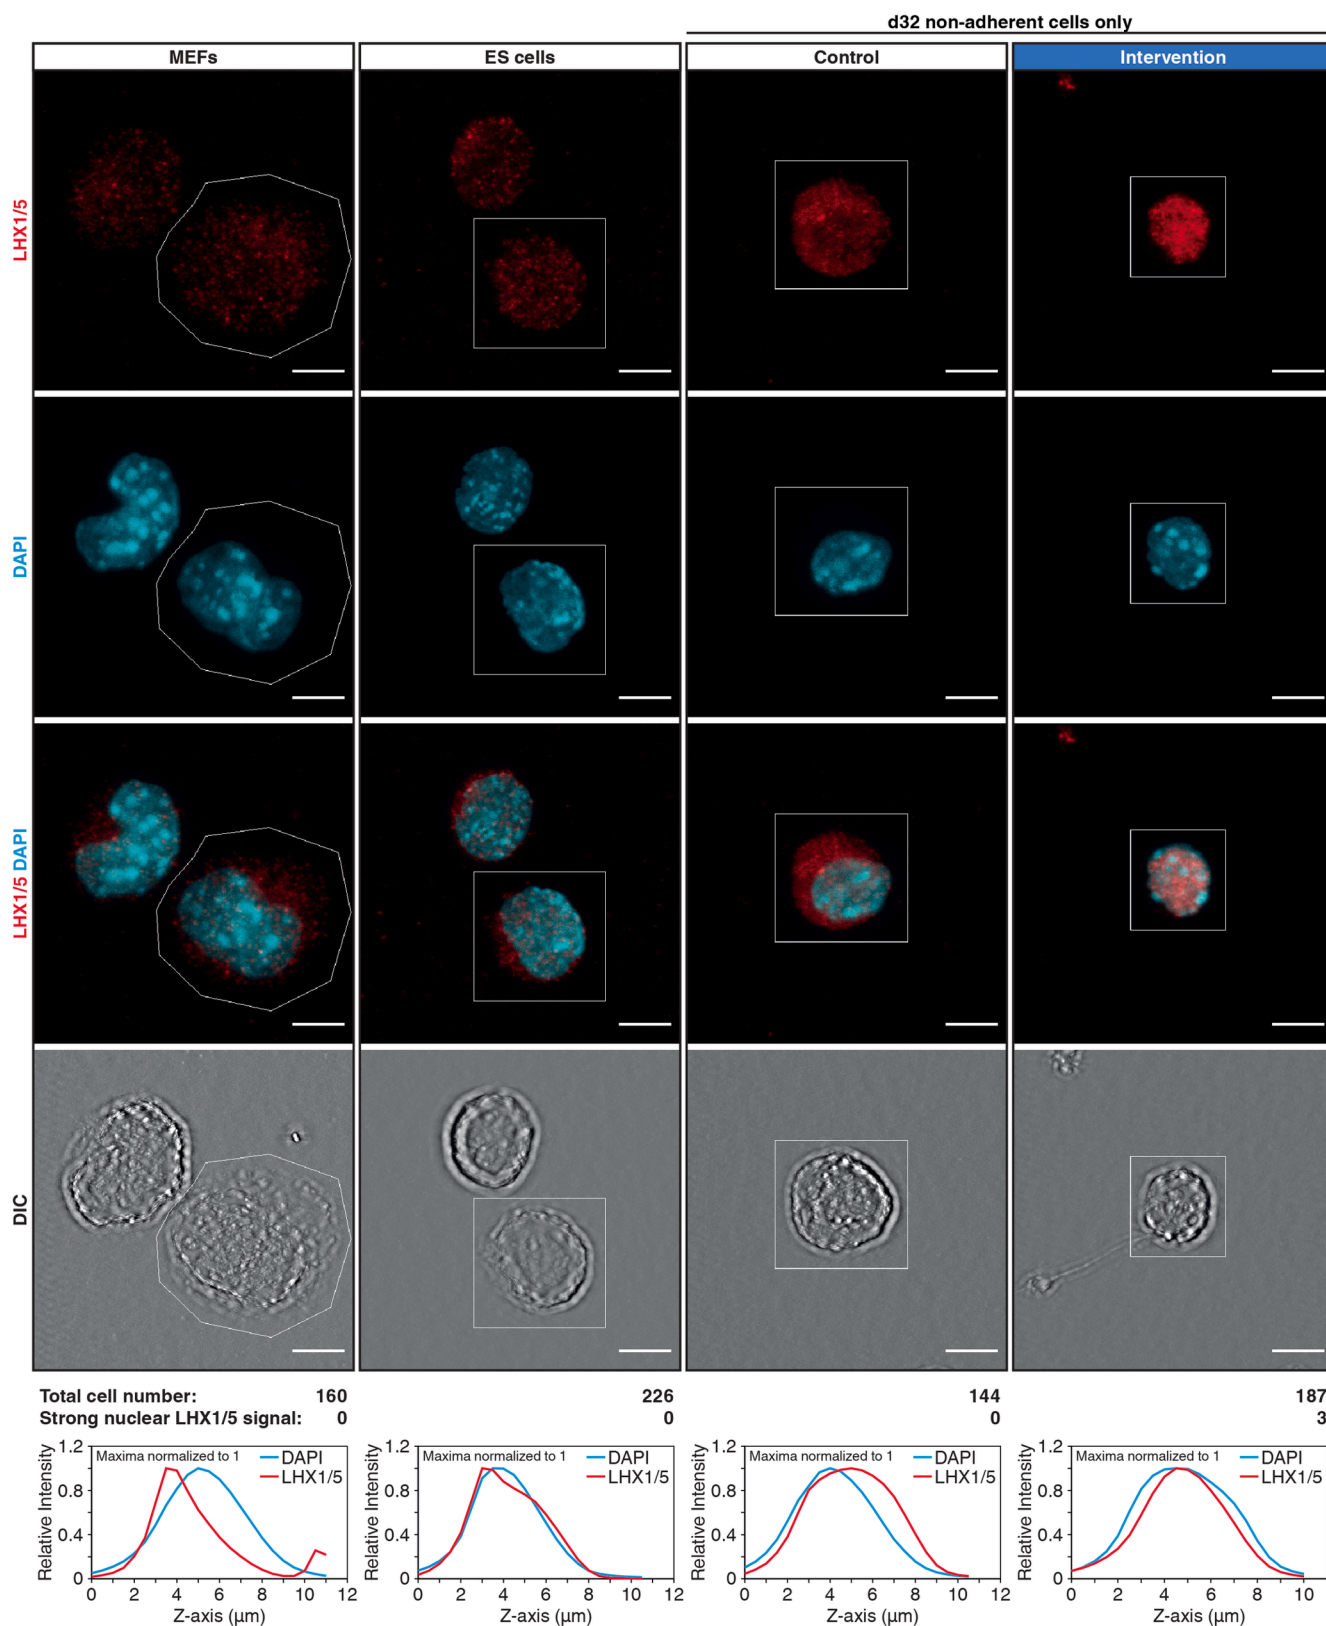 d32 non-adherent cells only
MEFs
ES cells
Control
Intervention
LHX1/5
DAPI
LHX1/5 DAPI
DIC
Total cell number: 160 226 144 187
Strong nuclear LHX1/5 signal: 0 0 0 3
Relative Intensity
1.2
0.8
0.4
0
Maxima normalized to 1
DAPI
LHX1/5
0 2 4 6 8 10 12
Z-axis (μm)
Relative Intensity
1.2
0.8
0.4
0
Maxima normalized to 1
DAPI
LHX1/5
0 2 4 6 8 10 12
Z-axis (μm)
Relative Intensity
1.2
0.8
0.4
0
Maxima normalized to 1
DAPI
LHX1/5
0 2 4 6 8 10 12
Z-axis (μm)
Relative Intensity
1.2
0.8
0.4
0
Maxima normalized to 1
DAPI
LHX1/5
0 2 4 6 8 10
Z-axis (μm)